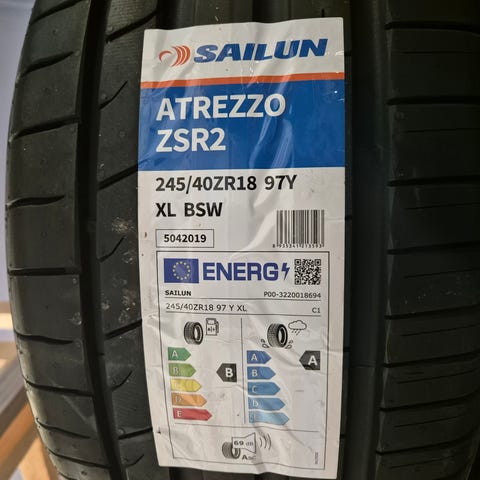 SAILUN
ATREZZO
ZSR2
245/40ZR18 97Y
XL BSW
5042019
8935341213593
ENERG
SAILUN P00-3220018694
245/40ZR18 97 Y XL C1
A A
B B
C C
D D
E E
B
A
69 dB